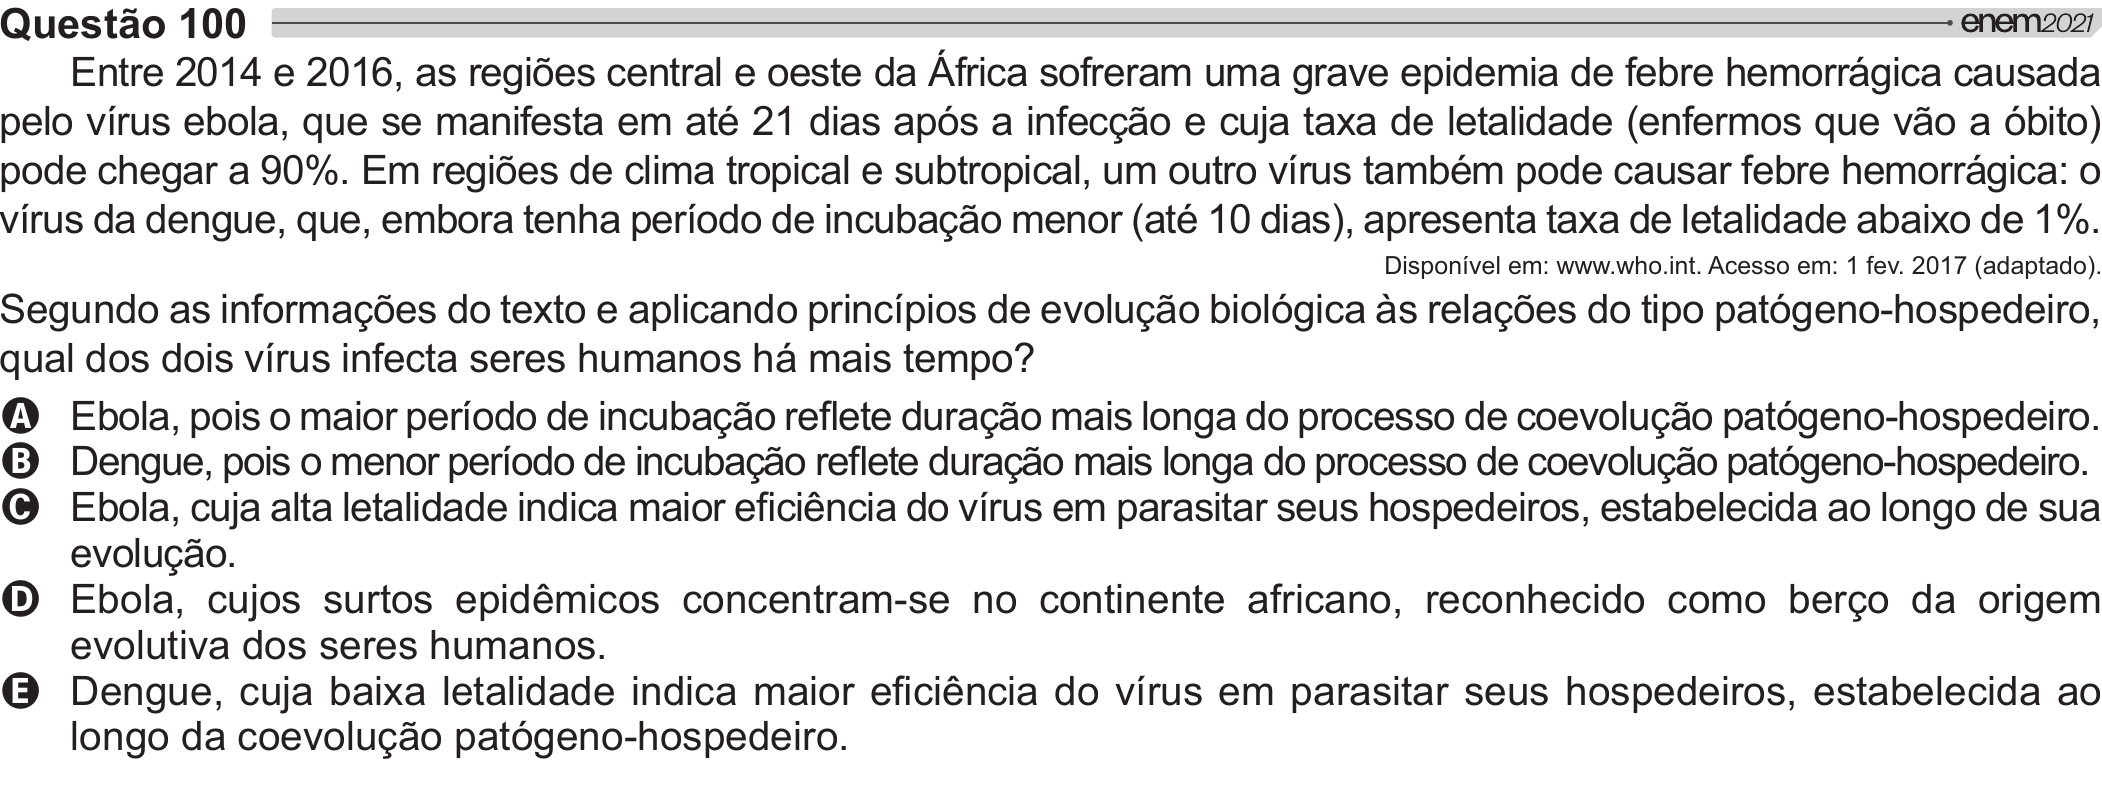 Questão 100
enem2021
Entre 2014 e 2016, as regiões central e oeste da África sofreram uma grave epidemia de febre hemorrágica causada
pelo vírus ebola, que se manifesta em até 21 dias após a infecção e cuja taxa de letalidade (enfermos que vão a óbito)
pode chegar a 90%. Em regiões de clima tropical e subtropical, um outro vírus também pode causar febre hemorrágica: o
vírus da dengue, que, embora tenha período de incubação menor (até 10 dias), apresenta taxa de letalidade abaixo de 1%.
Disponível em: www.who.int. Acesso em: 1 fev. 2017 (adaptado).
Segundo as informações do texto e aplicando princípios de evolução biológica às relações do tipo patógeno-hospedeiro,
qual dos dois vírus infecta seres humanos há mais tempo?
A Ebola, pois o maior período de incubação reflete duração mais longa do processo de coevolução patógeno-hospedeiro.
B Dengue, pois o menor período de incubação reflete duração mais longa do processo de coevolução patógeno-hospedeiro.
C Ebola, cuja alta letalidade indica maior eficiência do vírus em parasitar seus hospedeiros, estabelecida ao longo de sua
evolução.
D Ebola, cujos surtos epidêmicos concentram-se no continente africano, reconhecido como berço da origem
evolutiva dos seres humanos.
E Dengue, cuja baixa letalidade indica maior eficiência do vírus em parasitar seus hospedeiros, estabelecida ao
longo da coevolução patógeno-hospedeiro.